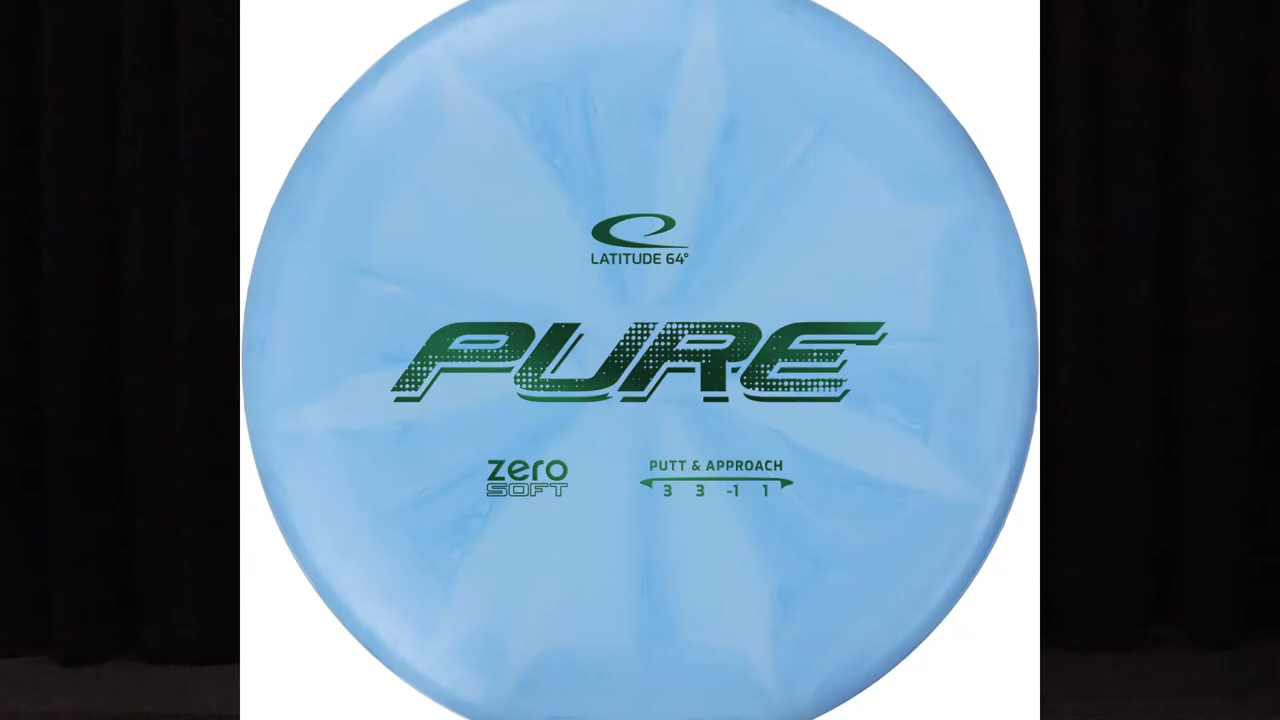 LATITUDE 64°
PURE
zero
SOFT
PUTT & APPROACH
3 3 -1 1